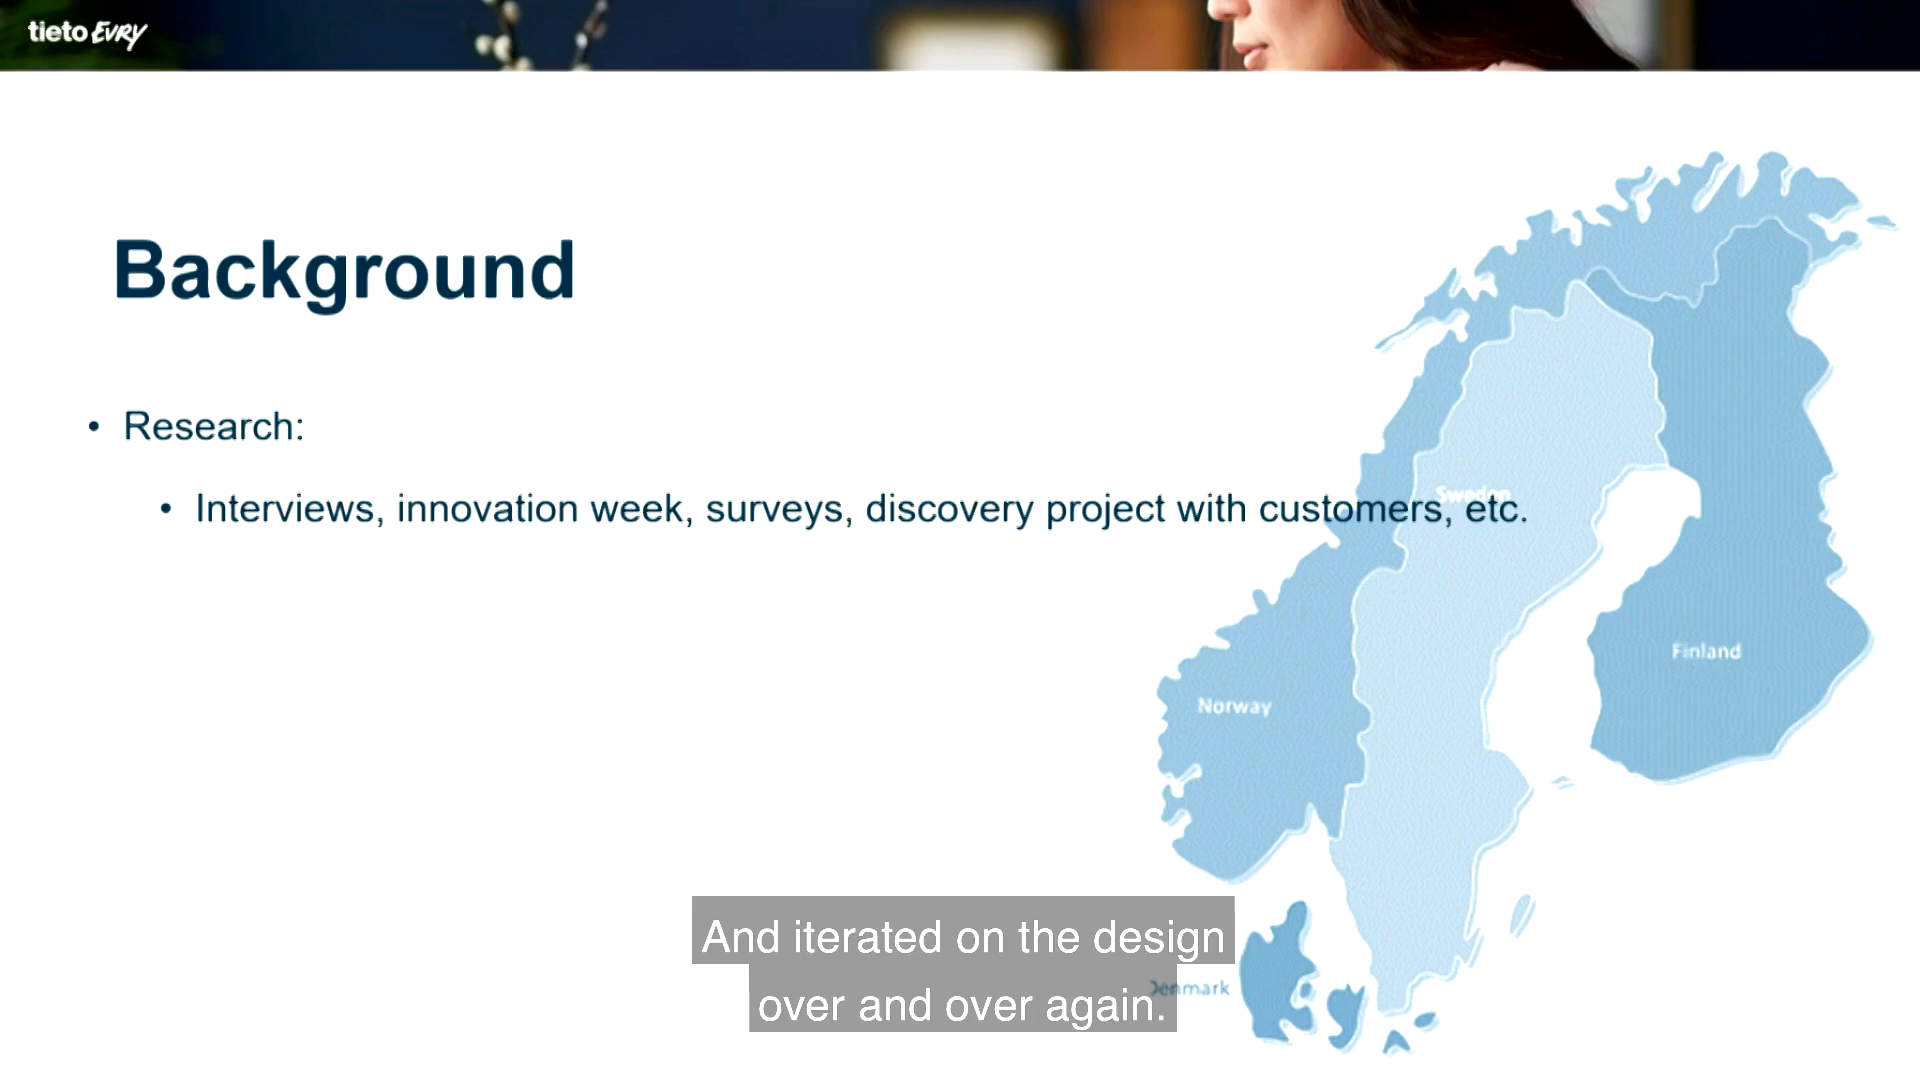 tieto EVRY
Background
• Research:
• Interviews, innovation week, surveys, discovery project with customers, etc.
Sweden
Finland
Norway
Denmark
And iterated on the design
over and over again.